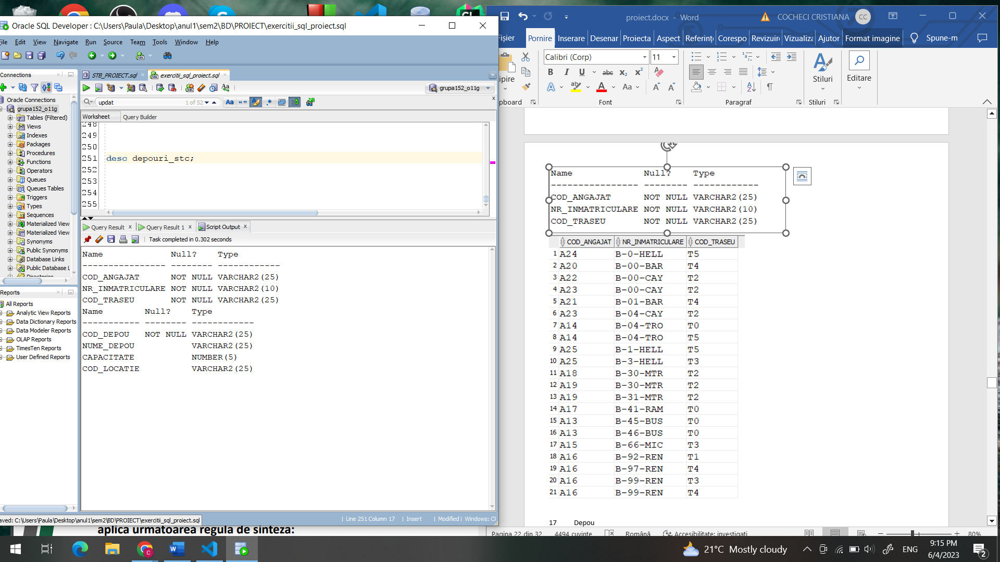 Oracle SQL Developer : C:\Users\Paula\Desktop\anul1\sem2\BD\PROIECT\exercitii_sql_proiect.sql
File Edit View Navigate Run Source Team Tools Window Help
Connections
STB_PROIECT.sql
exercitii_sql_proiect.sql
grupa152_o11g
updat
1 of 52
Aa
Worksheet
Query Builder
Oracle Connections
grupa152_o11g
Tables (Filtered)
Views
Indexes
Packages
Procedures
Functions
Operators
Queues
Queues Tables
Triggers
Types
Sequences
Materialized View
Materialized View
Synonyms
Public Synonyms
Database Links
Public Database L
Directories
248
249
250
251 desc depouri_stc;
252
253
254
255
Query Result x
Query Result 1 x
Script Output x
Task completed in 0.302 seconds
Name Null? Type
---------------- -------- ------------
COD_ANGAJAT NOT NULL VARCHAR2(25)
NR_INMATRICULARE NOT NULL VARCHAR2(10)
COD_TRASEU NOT NULL VARCHAR2(25)
Name Null? Type
----------- -------- ------------
COD_DEPOU NOT NULL VARCHAR2(25)
NUME_DEPOU VARCHAR2(25)
CAPACITATE NUMBER(5)
COD_LOCATIE VARCHAR2(25)
Reports
All Reports
Analytic View Reports
Data Dictionary Reports
Data Modeler Reports
OLAP Reports
TimesTen Reports
User Defined Reports
aved: C:\Users\Paula\Desktop\anul1\sem2\BD\PROIECT\exercitii_sql_proiect.sql
Line 251 Column 17 | Insert | Modified | Windows: CF
aplica urmatoarea regula de sinteza:
proiect.docx - Word
COCHECI CRISTIANA
CC
Fișier Pornire Inserare Desenar Proiecta Aspect Referinț Corespo Revizuir Vizualiza Ajutor Format imagine Spune-m
Calibri (Corp) 11
B I U abc x₂ x²
A A Aa A A
ipire
Stiluri
Editare
pboard Font Paragraf Stiluri
Name Null? Type
---------------- -------- ------------
COD_ANGAJAT NOT NULL VARCHAR2(25)
NR_INMATRICULARE NOT NULL VARCHAR2(10)
COD_TRASEU NOT NULL VARCHAR2(25)
COD_ANGAJAT NR_INMATRICULARE COD_TRASEU
1 A24 B-0-HELL T5
2 A20 B-00-BAR T4
3 A22 B-00-CAY T2
4 A23 B-00-CAY T2
5 A21 B-01-BAR T4
6 A23 B-04-CAY T2
7 A14 B-04-TRO T0
8 A14 B-04-TRO T5
9 A25 B-1-HELL T5
10 A25 B-3-HELL T3
11 A18 B-30-MTR T2
12 A19 B-30-MTR T2
13 A19 B-31-MTR T2
14 A17 B-41-RAM T0
15 A13 B-45-BUS T0
16 A13 B-46-BUS T0
17 A15 B-66-MIC T3
18 A16 B-92-REN T1
19 A16 B-97-REN T4
20 A16 B-99-REN T3
21 A16 B-99-REN T4
17 Depou
Pagina 22 din 32 4494 cuvinte Română Accesibilitate: investigați 80%
21°C Mostly cloudy
ENG
9:15 PM
6/4/2023
2